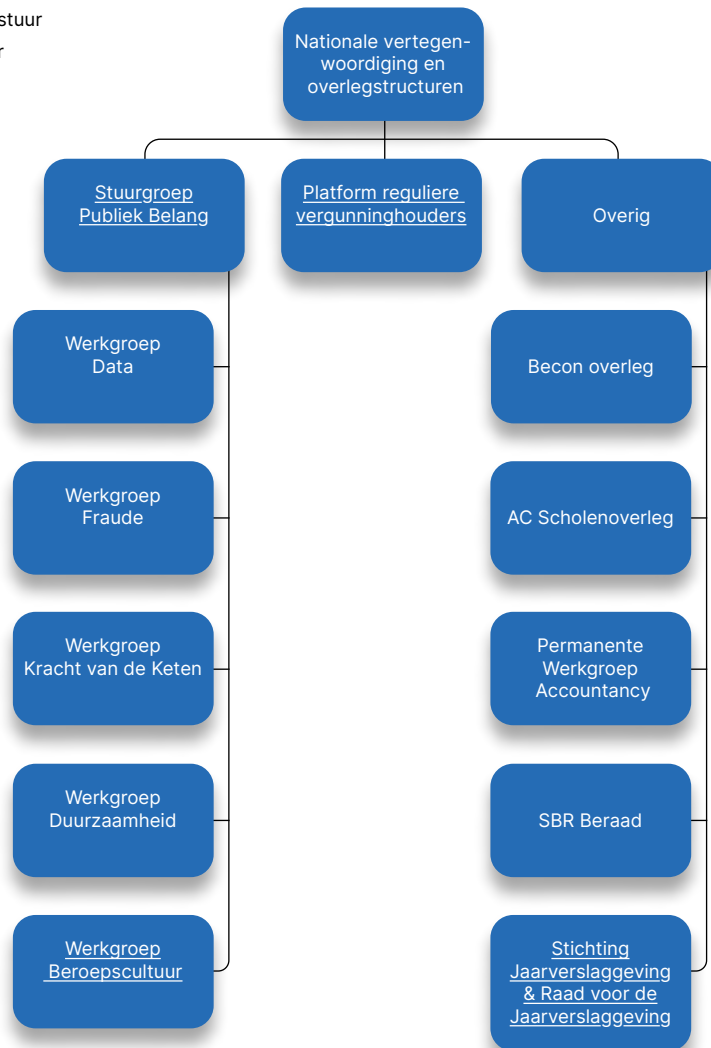 stuur
r
Nationale vertegen-
woordiging en
overlegstructuren
Stuurgroep
Publiek Belang
Platform reguliere
vergunninghouders
Overig
Werkgroep
Data
Becon overleg
Werkgroep
Fraude
AC Scholenoverleg
Werkgroep
Kracht van de Keten
Permanente
Werkgroep
Accountancy
Werkgroep
Duurzaamheid
SBR Beraad
Werkgroep
Beroepscultuur
Stichting
Jaarverslaggeving
& Raad voor de
Jaarverslaggeving